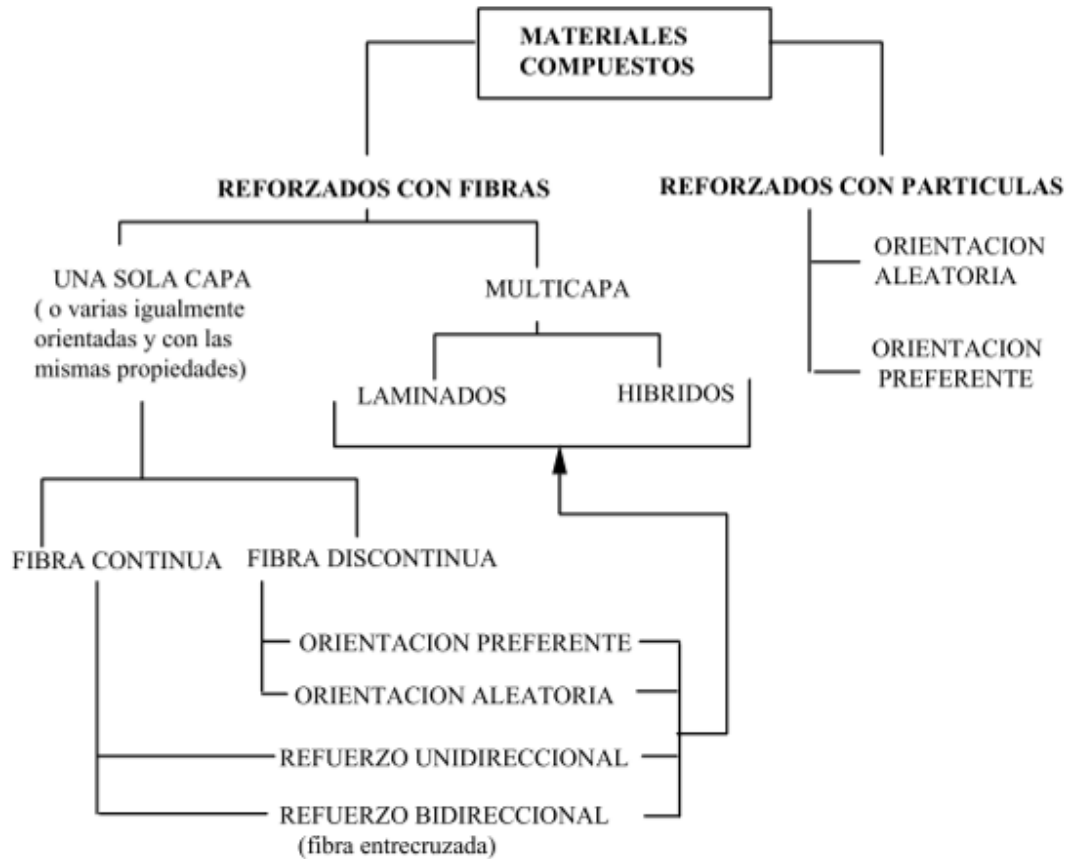 MATERIALES
COMPUESTOS
REFORZADOS CON FIBRAS
REFORZADOS CON PARTICULAS
UNA SOLA CAPA
( o varias igualmente
orientadas y con las
mismas propiedades)
MULTICAPA
ORIENTACION
ALEATORIA
ORIENTACION
PREFERENTE
LAMINADOS
HIBRIDOS
FIBRA CONTINUA
FIBRA DISCONTINUA
ORIENTACION PREFERENTE
ORIENTACION ALEATORIA
REFUERZO UNIDIRECCIONAL
REFUERZO BIDIRECCIONAL
(fibra entrecruzada)